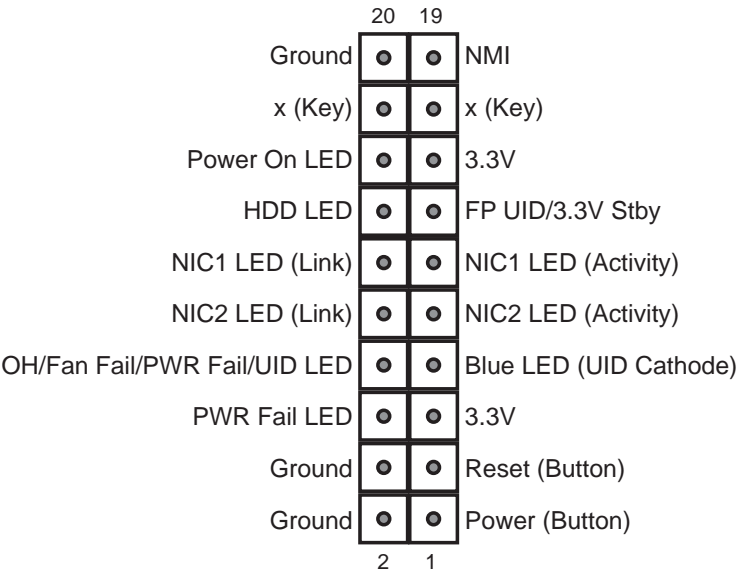 20 19
Ground NMI
x (Key) x (Key)
Power On LED 3.3V
HDD LED FP UID/3.3V Stby
NIC1 LED (Link) NIC1 LED (Activity)
NIC2 LED (Link) NIC2 LED (Activity)
OH/Fan Fail/PWR Fail/UID LED Blue LED (UID Cathode)
PWR Fail LED 3.3V
Ground Reset (Button)
Ground Power (Button)
2 1